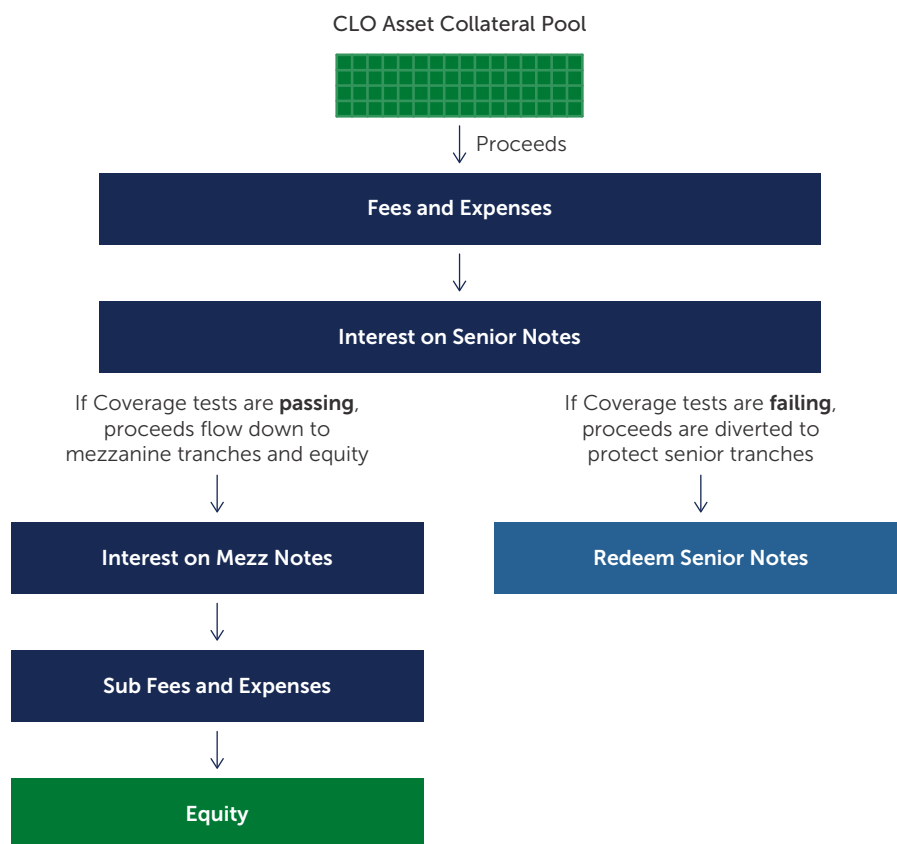 CLO Asset Collateral Pool
Proceeds
Fees and Expenses
Interest on Senior Notes
If Coverage tests are passing,
proceeds flow down to
mezzanine tranches and equity
If Coverage tests are failing,
proceeds are diverted to
protect senior tranches
Interest on Mezz Notes
Redeem Senior Notes
Sub Fees and Expenses
Equity